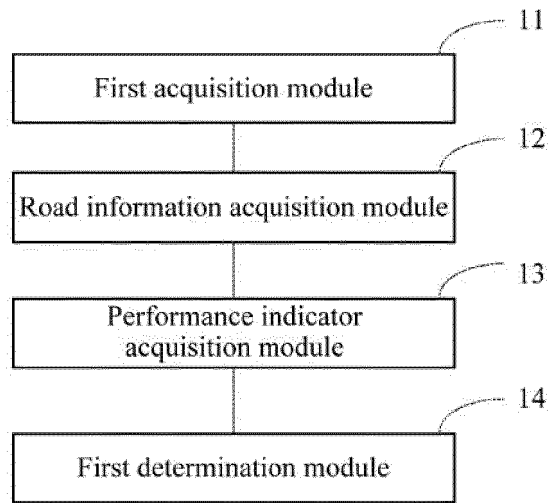 11
First acquisition module
12
Road information acquisition module
13
Performance indicator
acquisition module
14
First determination module